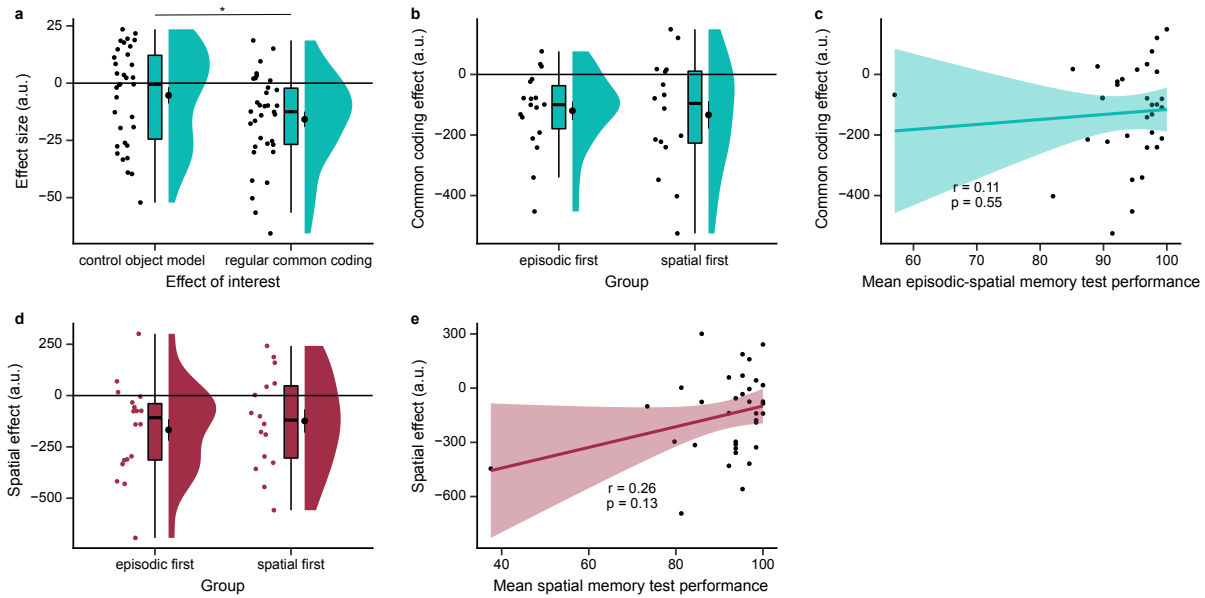 a
Effect size (a.u.)
25
0
−25
−50
*
control object model
regular common coding
Effect of interest
b
Common coding effect (a.u.)
0
−200
−400
episodic first
spatial first
Group
c
Common coding effect (a.u.)
0
−200
−400
r = 0.11
p = 0.55
60 70 80 90 100
Mean episodic-spatial memory test performance
d
Spatial effect (a.u.)
250
0
−250
−500
episodic first
spatial first
Group
e
Spatial effect (a.u.)
300
0
−300
−600
r = 0.26
p = 0.13
40 60 80 100
Mean spatial memory test performance